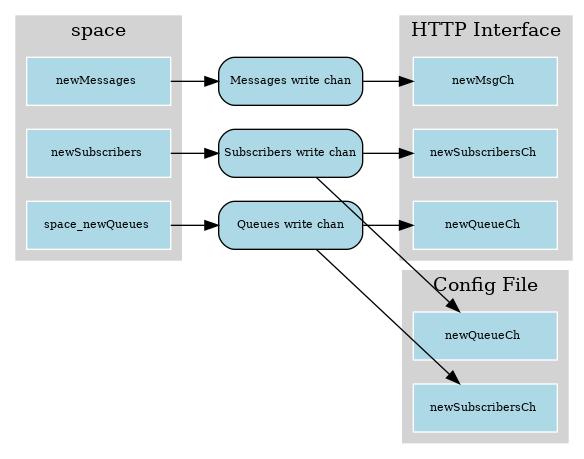 space
newMessages
newSubscribers
space_newQueues
Messages write chan
Subscribers write chan
Queues write chan
HTTP Interface
newMsgCh
newSubscribersCh
newQueueCh
Config File
newQueueCh
newSubscribersCh